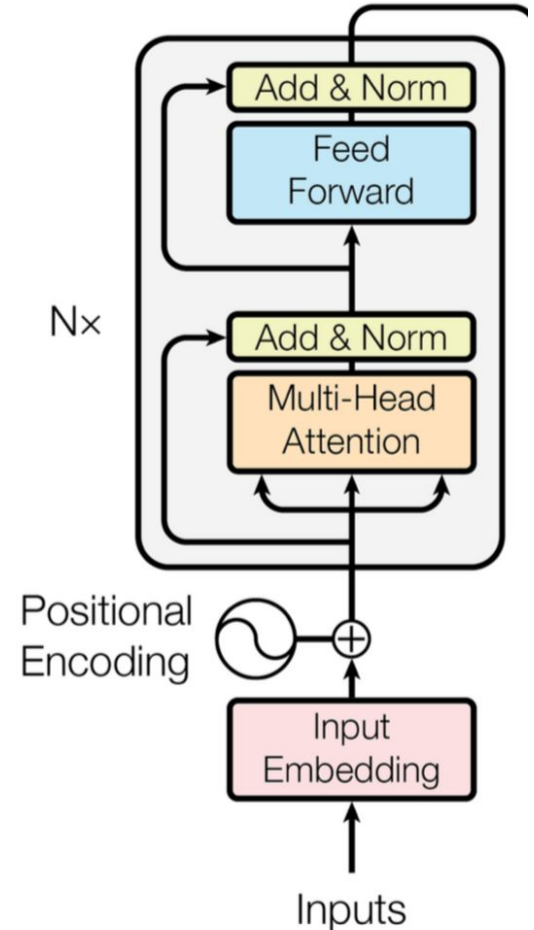 Add & Norm
Feed
Forward
Nx
Add & Norm
Multi-Head
Attention
Positional
Encoding
Input
Embedding
Inputs